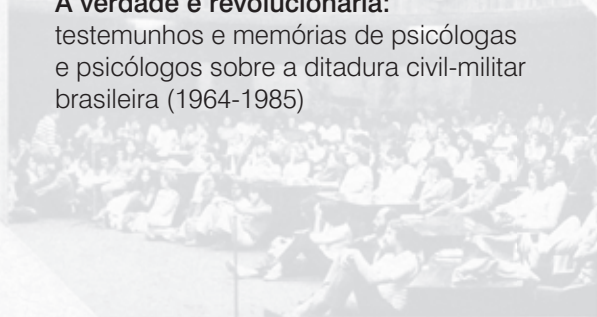 A verdade é revolucionária:
testemunhos e memórias de psicólogas
e psicólogos sobre a ditadura civil-militar
brasileira (1964-1985)